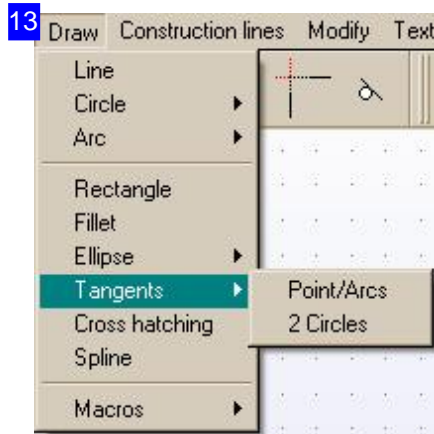 13
Draw Construction lines Modify Text
Line
Circle
Arc
Rectangle
Fillet
Ellipse
Tangents
Point/Arcs
Cross hatching
2 Circles
Spline
Macros